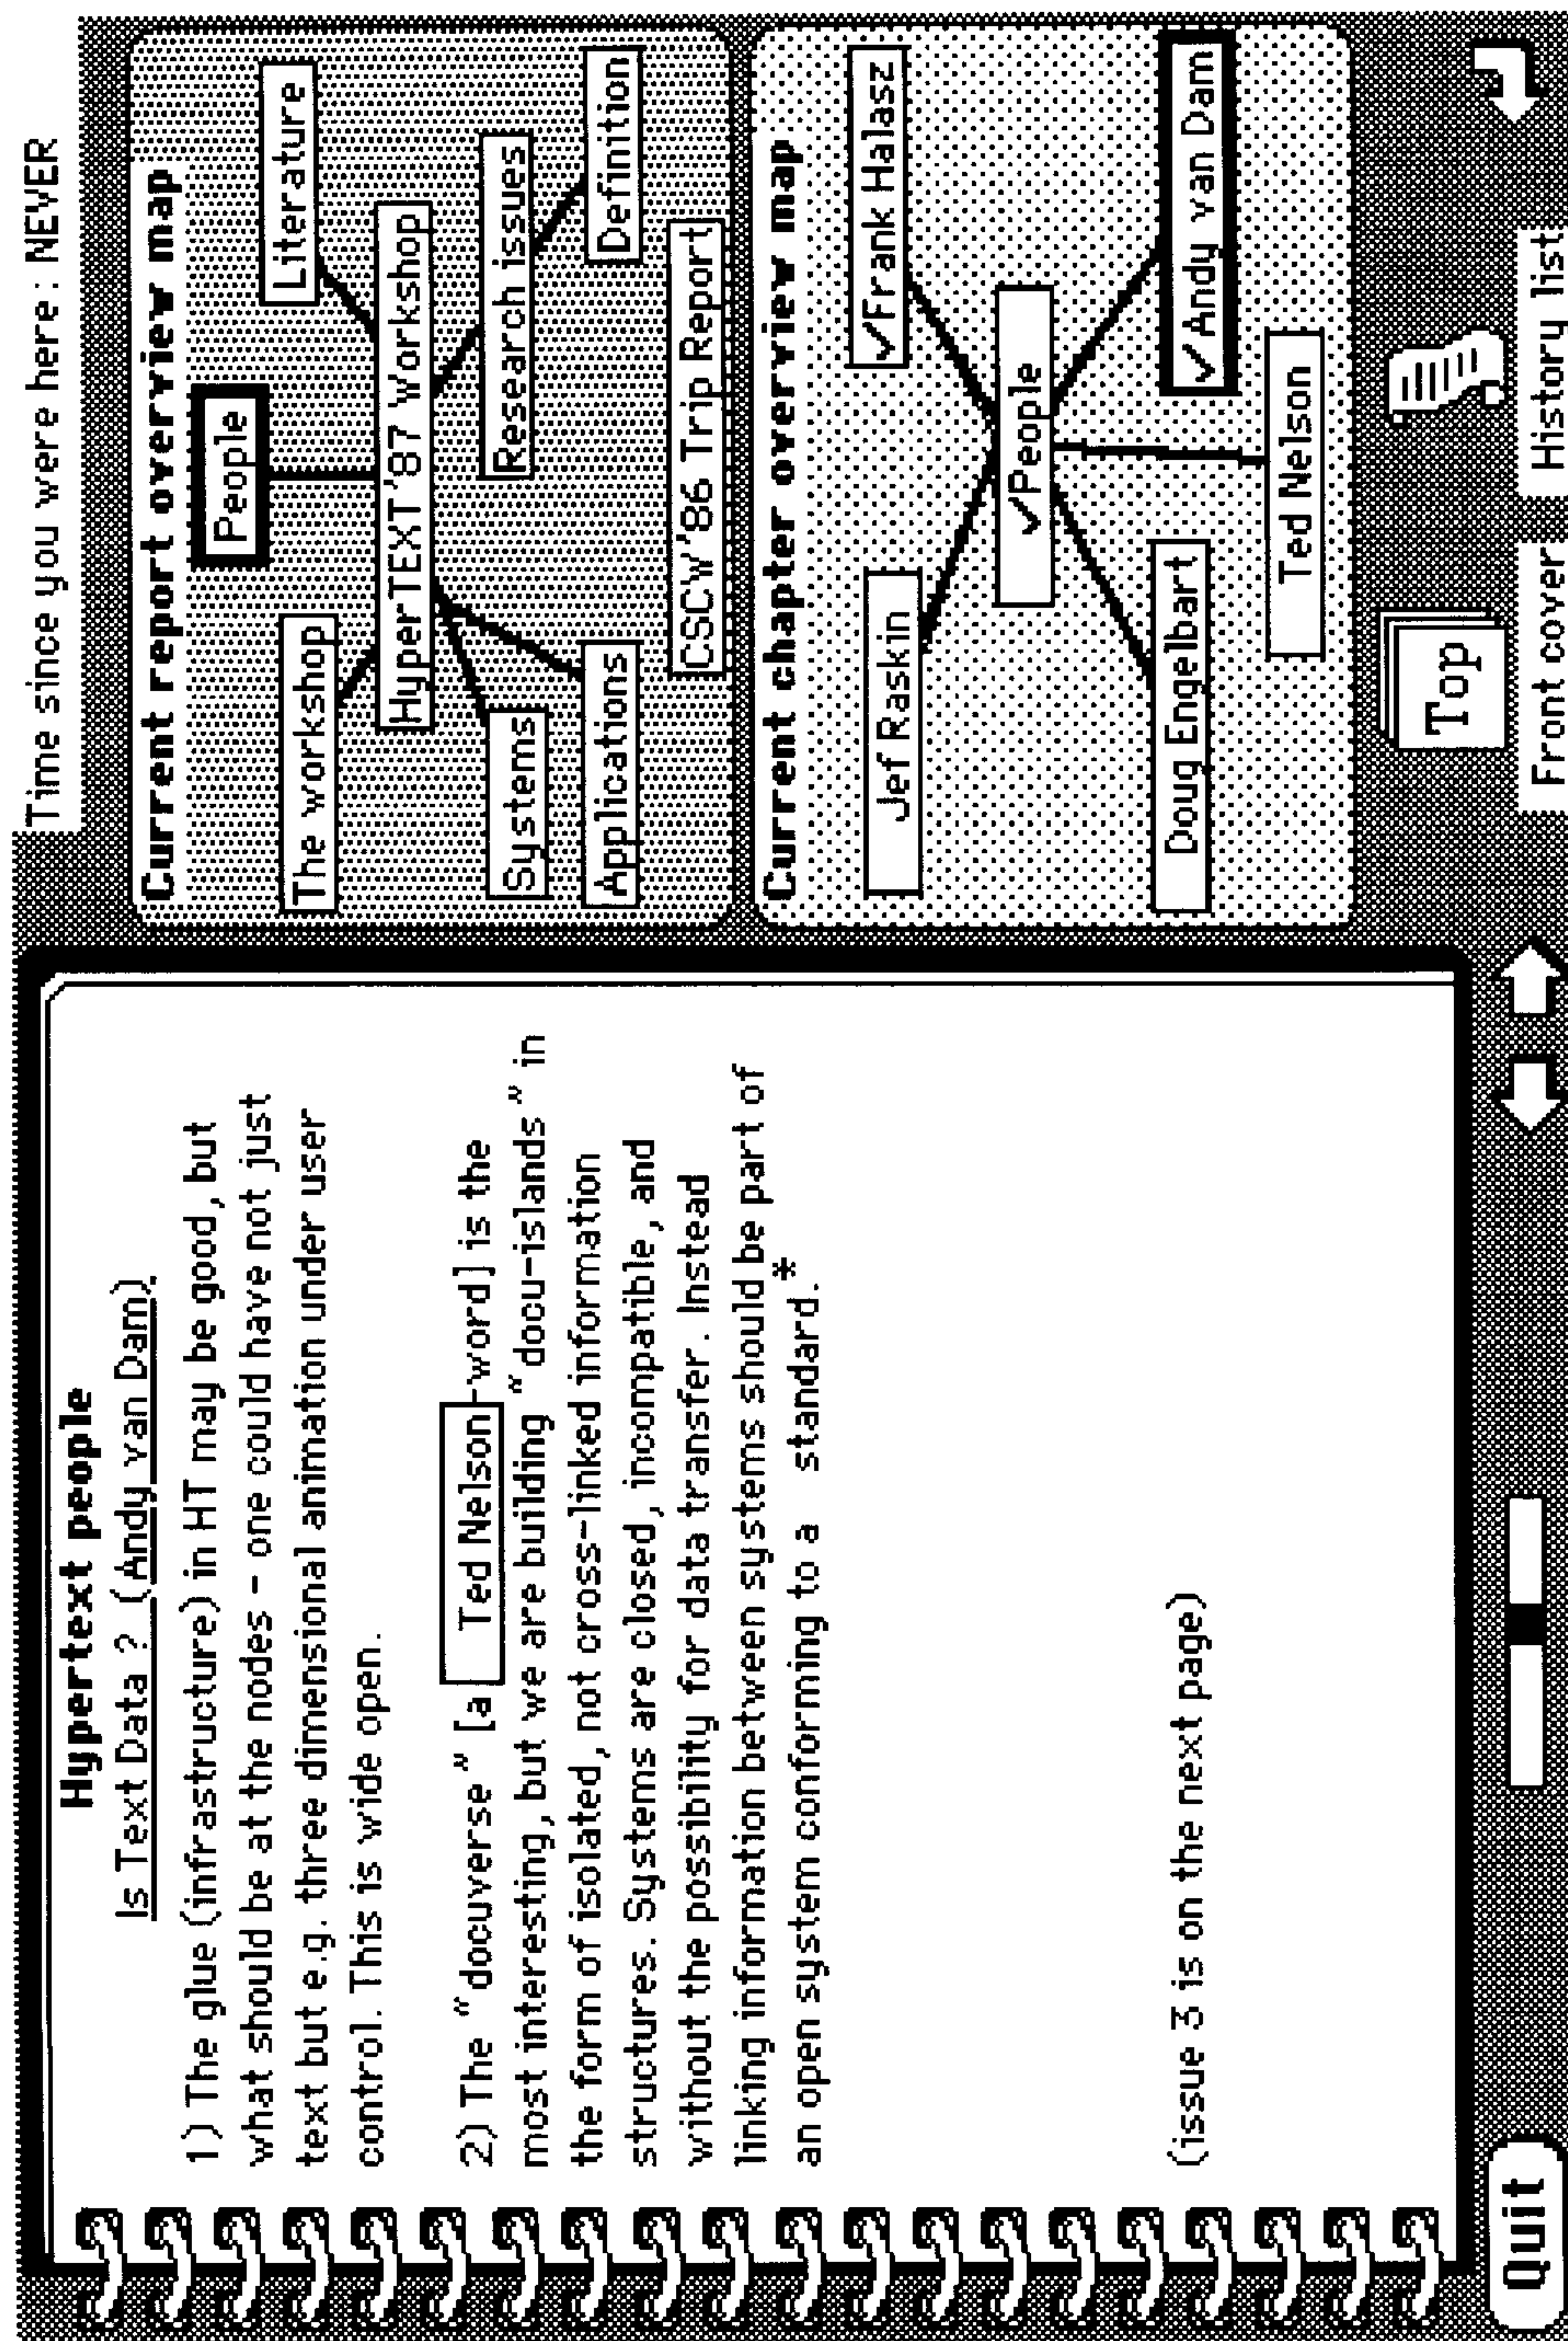 Time since you were here: NEVER
Hypertext people
Is Text Data ? (Andy van Dam)
1) The glue (infrastructure) in HT may be good, but
what should be at the nodes - one could have not just
text but e.g. three dimensional animation under user
control. This is wide open.
2) The “docuverse” [a Ted Nelson-word] is the
most interesting, but we are building “docu-islands” in
the form of isolated, not cross-linked information
structures. Systems are closed, incompatible, and
without the possibility for data transfer. Instead
linking information between systems should be part of
an open system conforming to a standard.*
(issue 3 is on the next page)
Current report overview map
People
The workshop
Literature
HyperTEXT'87 Workshop
Systens
Research issues
Applications
Definition
CSCW'86 Trip Report
Current chapter overview map
Jef Raskin
✓Frank Halasz
✓People
Doug Engelbart
✓Andy van Dam
Ted Nelson
Quit
Top
Front cover
History list